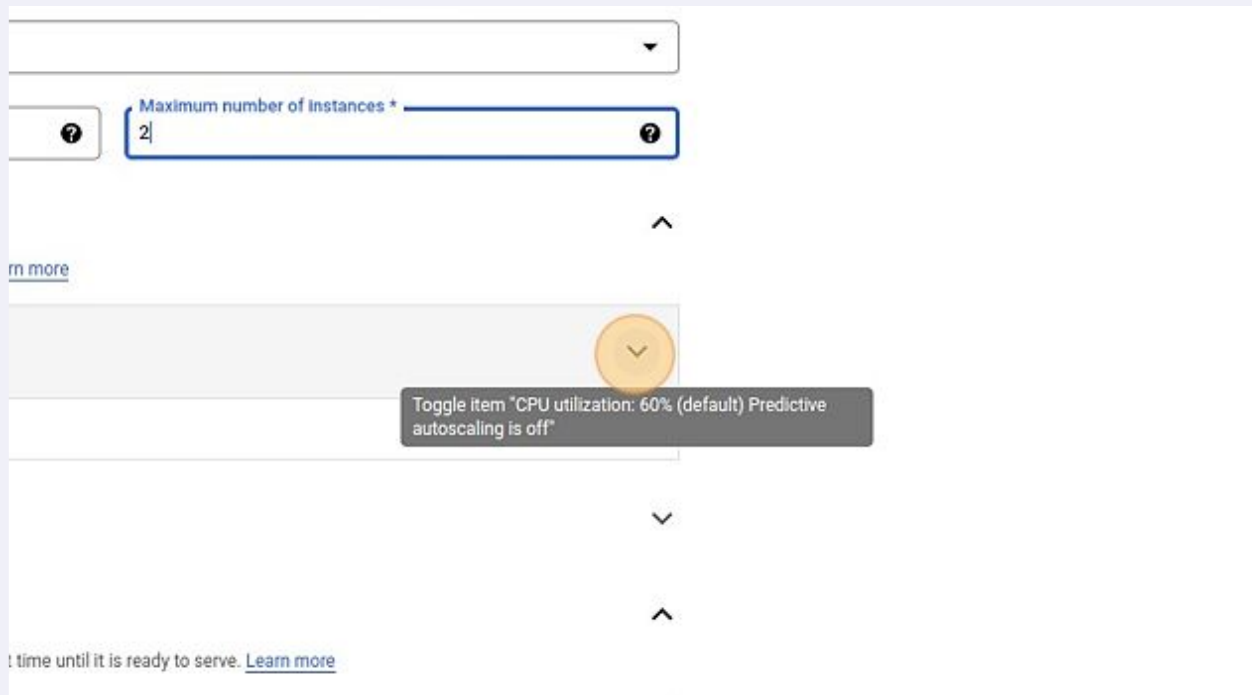 Maximum number of instances *
2
rn more
Toggle item "CPU utilization: 60% (default) Predictive
autoscaling is off"
time until it is ready to serve. Learn more